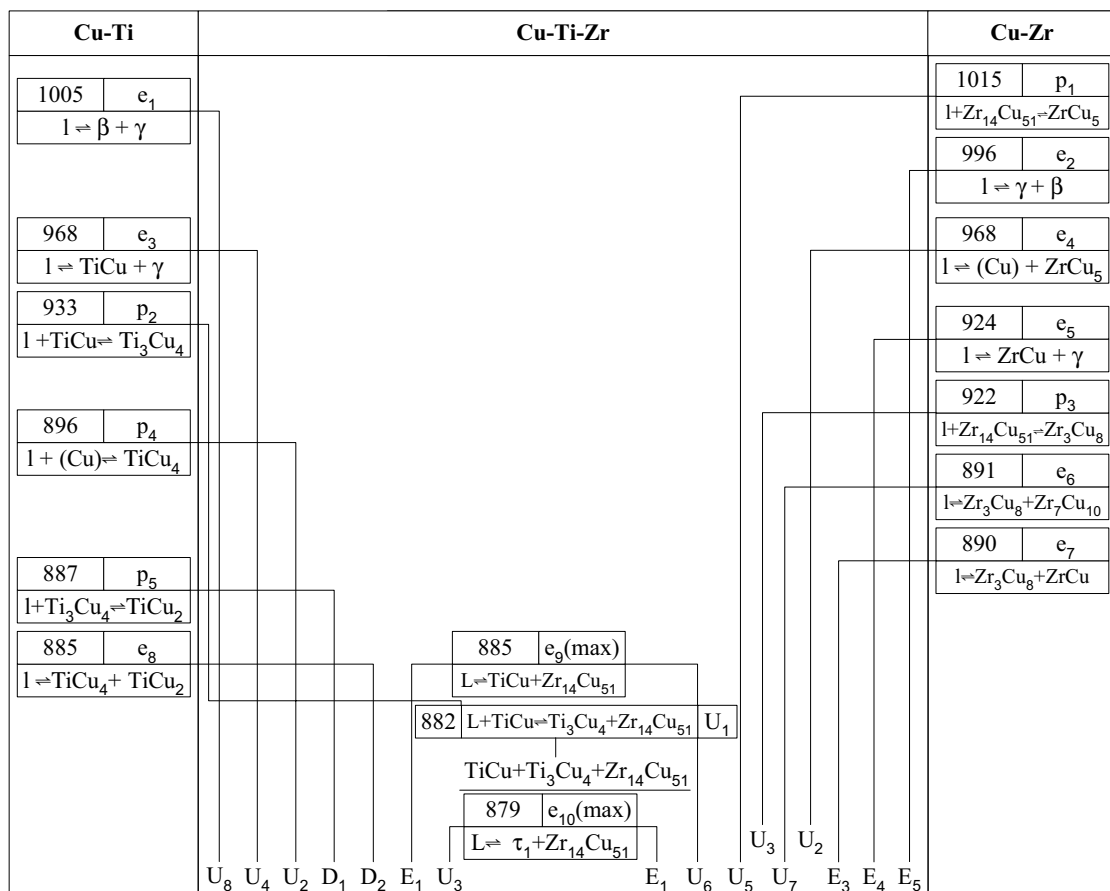 Cu-Ti Cu-Ti-Zr Cu-Zr
1005 e₁
l ⇌ β + γ
968 e₃
l ⇌ TiCu + γ
933 p₂
l +TiCu⇌ Ti₃Cu₄
896 p₄
l + (Cu)⇌ TiCu₄
887 p₅
l+Ti₃Cu₄⇌TiCu₂
885 e₈
l⇌TiCu₄+ TiCu₂
885 e₉(max)
L⇌TiCu+Zr₁₄Cu₅₁
882 L+TiCu⇌Ti₃Cu₄+Zr₁₄Cu₅₁ U₁
TiCu+Ti₃Cu₄+Zr₁₄Cu₅₁
879 e₁₀(max)
L⇌ τ₁+Zr₁₄Cu₅₁
1015 p₁
l+Zr₁₄Cu₅₁⇌ZrCu₅
996 e₂
l ⇌ γ + β
968 e₄
l ⇌ (Cu) + ZrCu₅
924 e₅
l ⇌ ZrCu + γ
922 p₃
l+Zr₁₄Cu₅₁⇌Zr₃Cu₈
891 e₆
l⇌Zr₃Cu₈+Zr₇Cu₁₀
890 e₇
l⇌Zr₃Cu₈+ZrCu
U₃ U₂
U₈ U₄ U₂ D₁ D₂ E₁ U₃ E₁ U₆ U₅ U₇ E₃ E₄ E₅